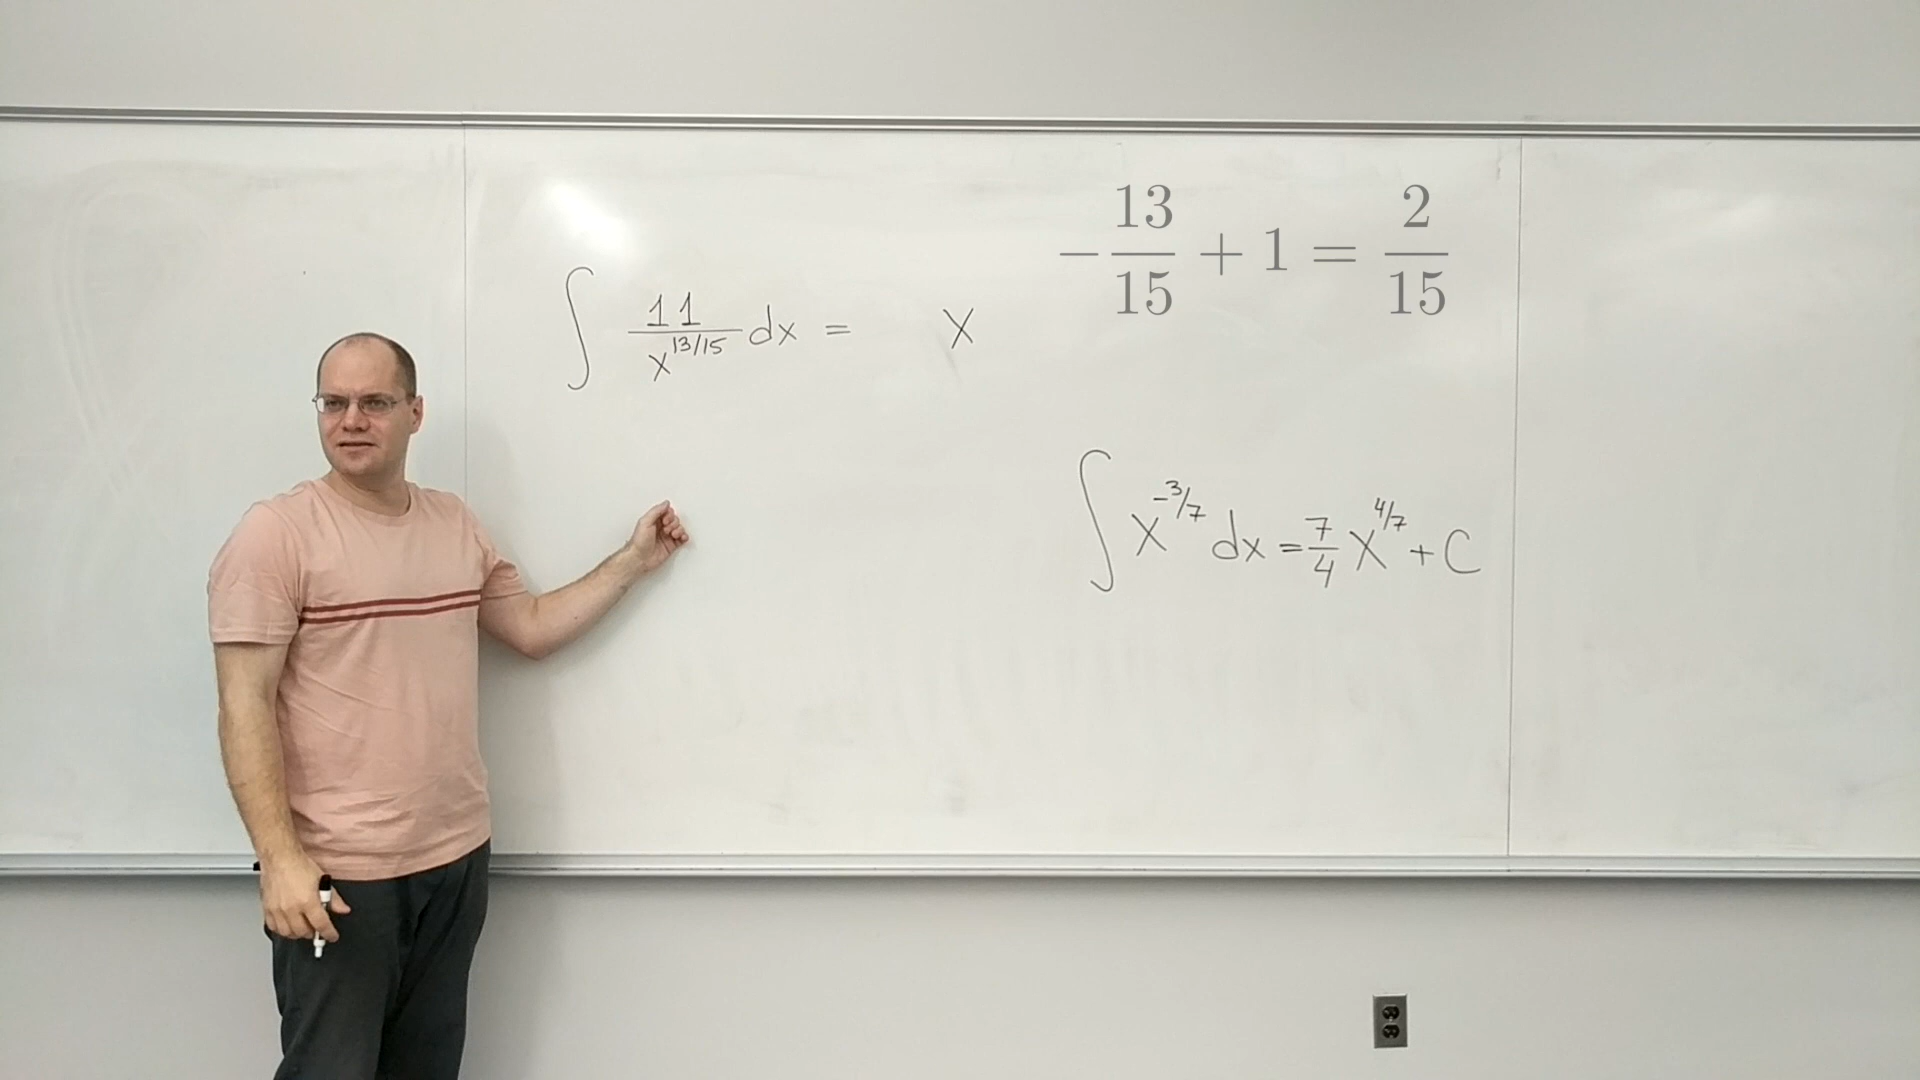 ∫ 11/x^{13/15} dx = x
-13/15 + 1 = 2/15
∫ x^{-3/7} dx = 7/4 x^{4/7} + C